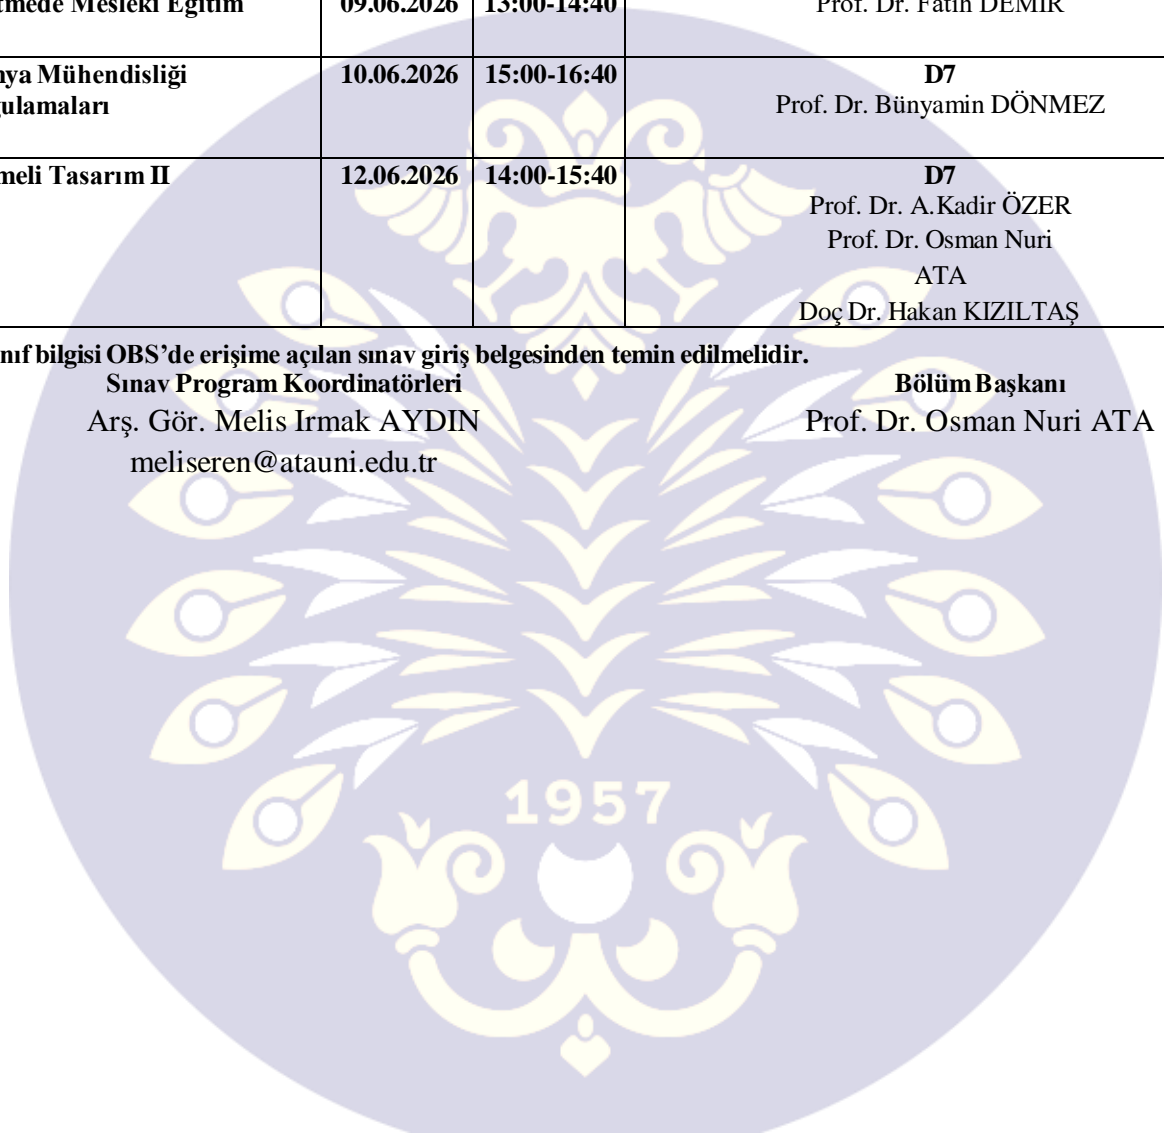 tmede Mesleki Eğitim 09.06.2026 13:00-14:40 Prof. Dr. Fatih DEMİR
ya Mühendisliği 10.06.2026 15:00-16:40 D7
gulamaları Prof. Dr. Bünyamin DÖNMEZ
meli Tasarım II 12.06.2026 14:00-15:40 D7
Prof. Dr. A.Kadir ÖZER
Prof. Dr. Osman Nuri
ATA
Doç Dr. Hakan KIZILTAŞ
nıf bilgisi OBS’de erişime açılan sınav giriş belgesinden temin edilmelidir.
Sınav Program Koordinatörleri Bölüm Başkanı
Arş. Gör. Melis Irmak AYDIN Prof. Dr. Osman Nuri ATA
meliseren@atauni.edu.tr
1957